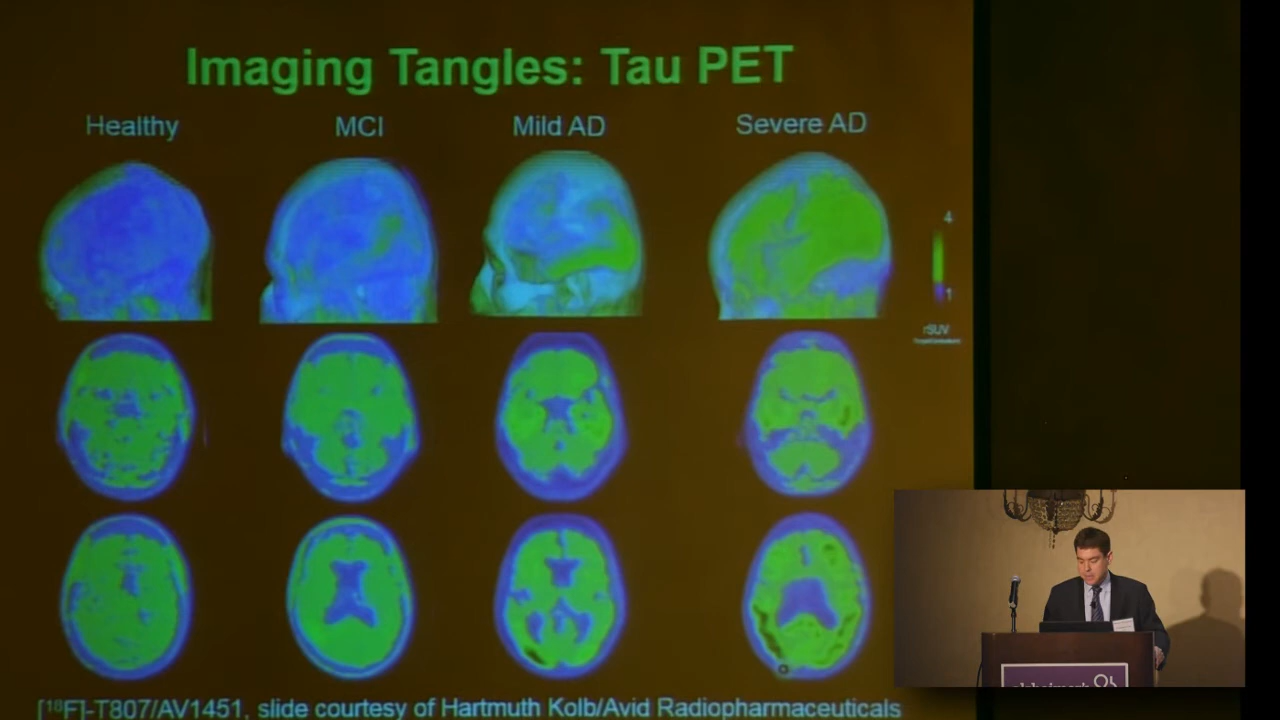 Imaging Tangles: Tau PET
Healthy MCI Mild AD Severe AD
4
1
rSUV
[¹⁸F]-T807/AV1451, slide courtesy of Hartmuth Kolb/Avid Radiopharmaceuticals